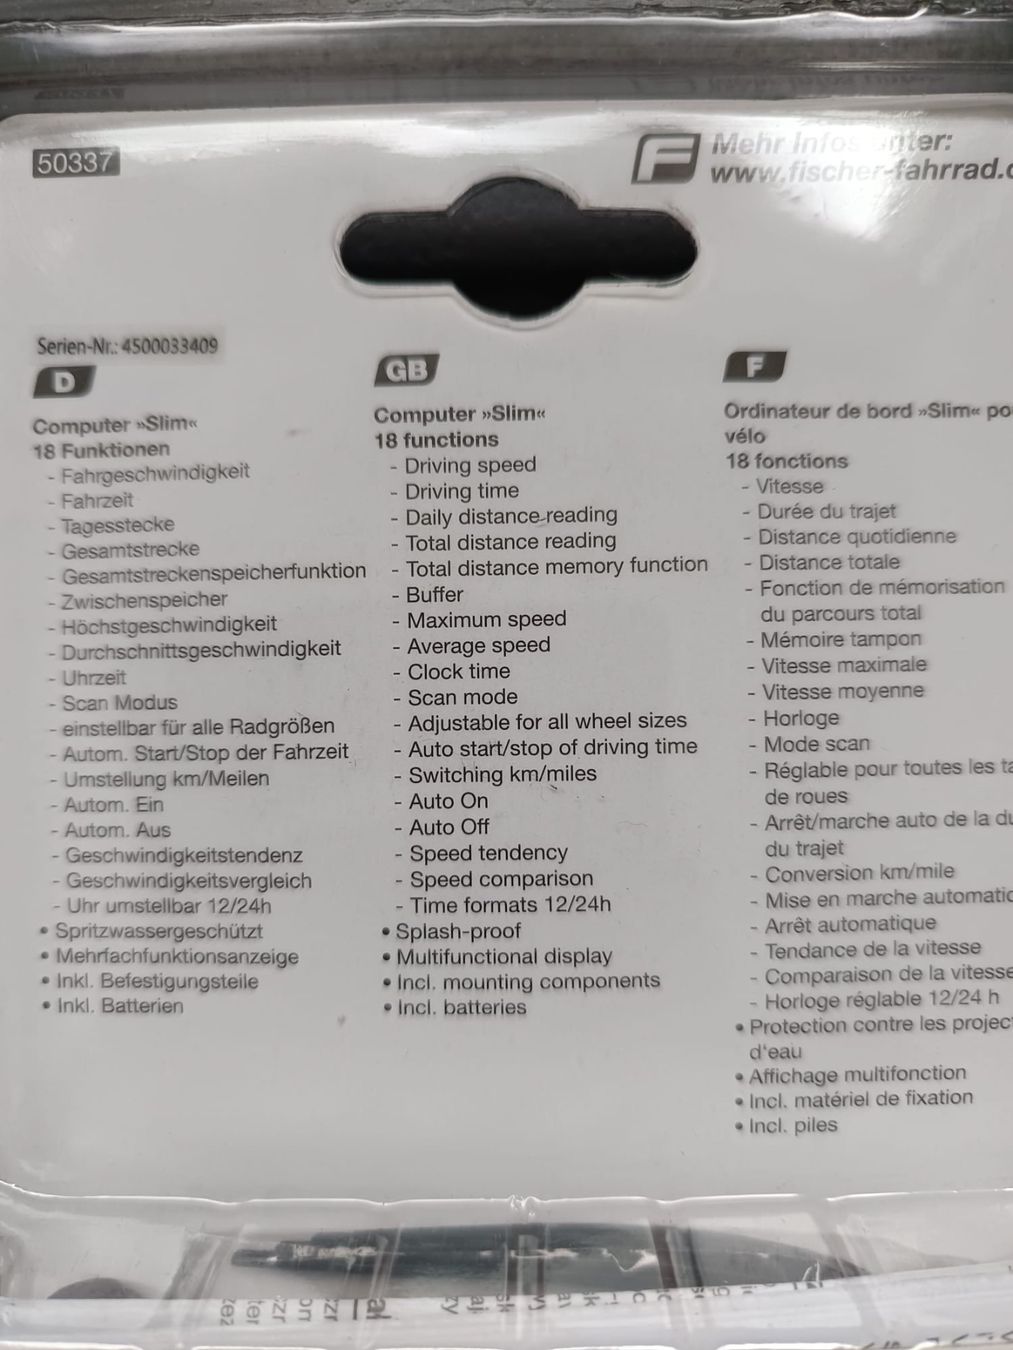 50337
Mehr Infos unter:
www.fischer-fahrrad.
Serien-Nr.: 4500033409
D
Computer »Slim«
18 Funktionen
- Fahrgeschwindigkeit
- Fahrzeit
- Tagesstecke
- Gesamtstrecke
- Gesamtstreckenspeicherfunktion
- Zwischenspeicher
- Höchstgeschwindigkeit
- Durchschnittsgeschwindigkeit
- Uhrzeit
- Scan Modus
- einstellbar für alle Radgrößen
- Autom. Start/Stop der Fahrzeit
- Umstellung km/Meilen
- Autom. Ein
- Autom. Aus
- Geschwindigkeitstendenz
- Geschwindigkeitsvergleich
- Uhr umstellbar 12/24h
• Spritzwassergeschützt
• Mehrfachfunktionsanzeige
• Inkl. Befestigungsteile
• Inkl. Batterien
GB
Computer »Slim«
18 functions
- Driving speed
- Driving time
- Daily distance reading
- Total distance reading
- Total distance memory function
- Buffer
- Maximum speed
- Average speed
- Clock time
- Scan mode
- Adjustable for all wheel sizes
- Auto start/stop of driving time
- Switching km/miles
- Auto On
- Auto Off
- Speed tendency
- Speed comparison
- Time formats 12/24h
• Splash-proof
• Multifunctional display
• Incl. mounting components
• Incl. batteries
F
Ordinateur de bord »Slim« po
vélo
18 fonctions
- Vitesse
- Durée du trajet
- Distance quotidienne
- Distance totale
- Fonction de mémorisation
du parcours total
- Mémoire tampon
- Vitesse maximale
- Vitesse moyenne
- Horloge
- Mode scan
- Réglable pour toutes les ta
de roues
- Arrêt/marche auto de la du
du trajet
- Conversion km/mile
- Mise en marche automatic
- Arrêt automatique
- Tendance de la vitesse
- Comparaison de la vitesse
- Horloge réglable 12/24 h
• Protection contre les project
d'eau
• Affichage multifonction
• Incl. matériel de fixation
• Incl. piles